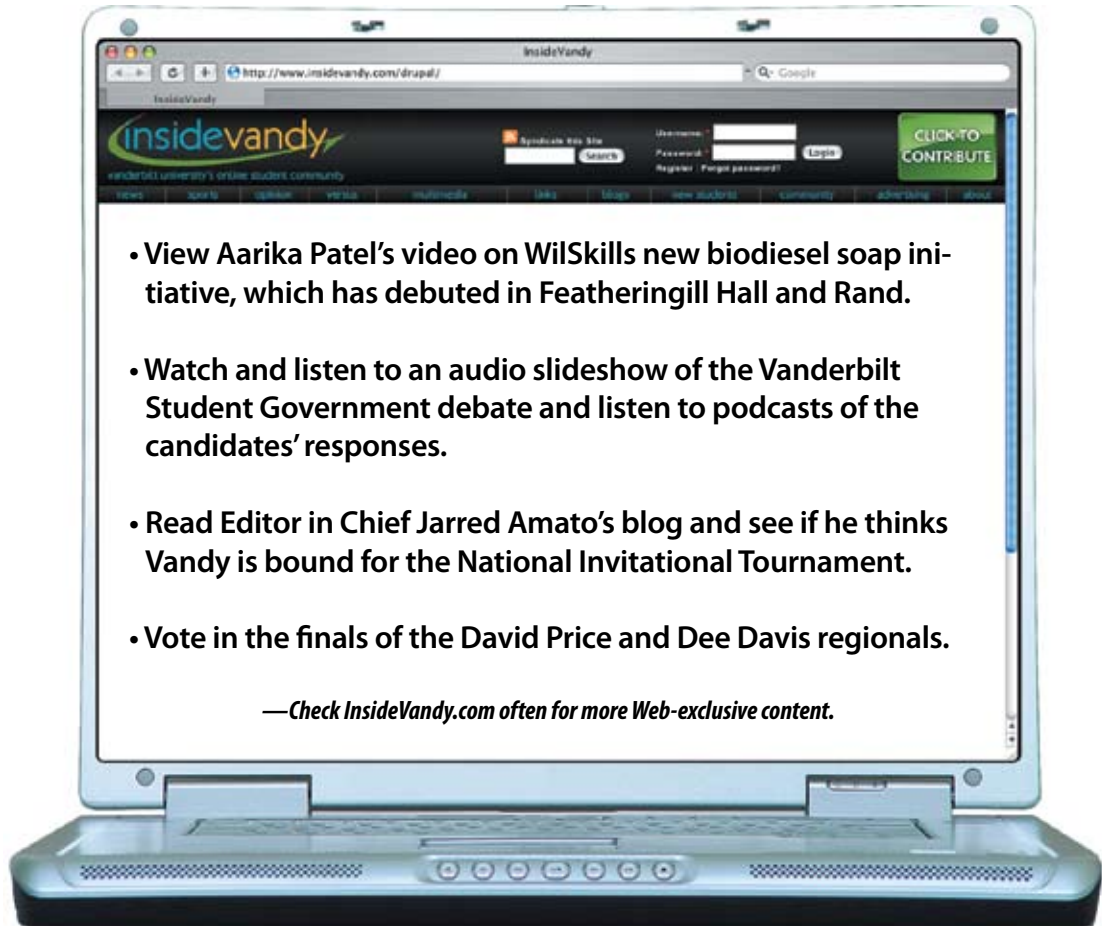 InsideVandy
http://www.insidevandy.com/drupal/
Google
InsideVandy
insidevandy
vanderbilt university's online student community
Syndicate this Site
Search
Username: *
Password: *
Login
Register | Forgot password?
CLICK TO
CONTRIBUTE
news sports opinion versus multimedia links blogs new students community advertising about
• View Aarika Patel’s video on WilSkills new biodiesel soap ini-
tiative, which has debuted in Featheringill Hall and Rand.
• Watch and listen to an audio slideshow of the Vanderbilt
Student Government debate and listen to podcasts of the
candidates’ responses.
• Read Editor in Chief Jarred Amato’s blog and see if he thinks
Vandy is bound for the National Invitational Tournament.
• Vote in the finals of the David Price and Dee Davis regionals.
—Check InsideVandy.com often for more Web-exclusive content.